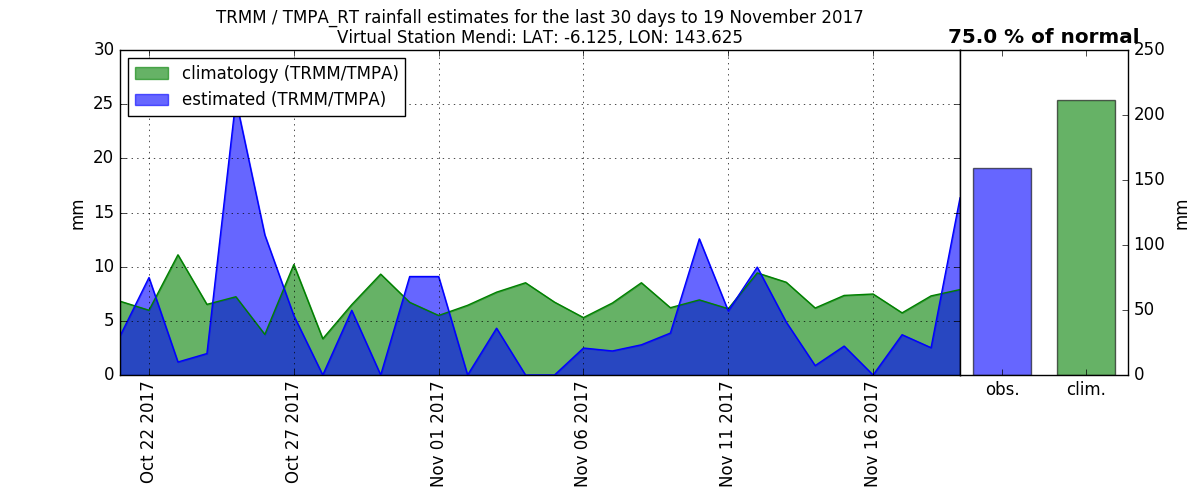 TRMM / TMPA_RT rainfall estimates for the last 30 days to 19 November 2017
Virtual Station Mendi: LAT: -6.125, LON: 143.625
75.0 % of normal
climatology (TRMM/TMPA)
estimated (TRMM/TMPA)
30
25
20
15
10
5
0
mm
250
200
150
100
50
0
mm
Oct 22 2017
Oct 27 2017
Nov 01 2017
Nov 06 2017
Nov 11 2017
Nov 16 2017
obs.
clim.